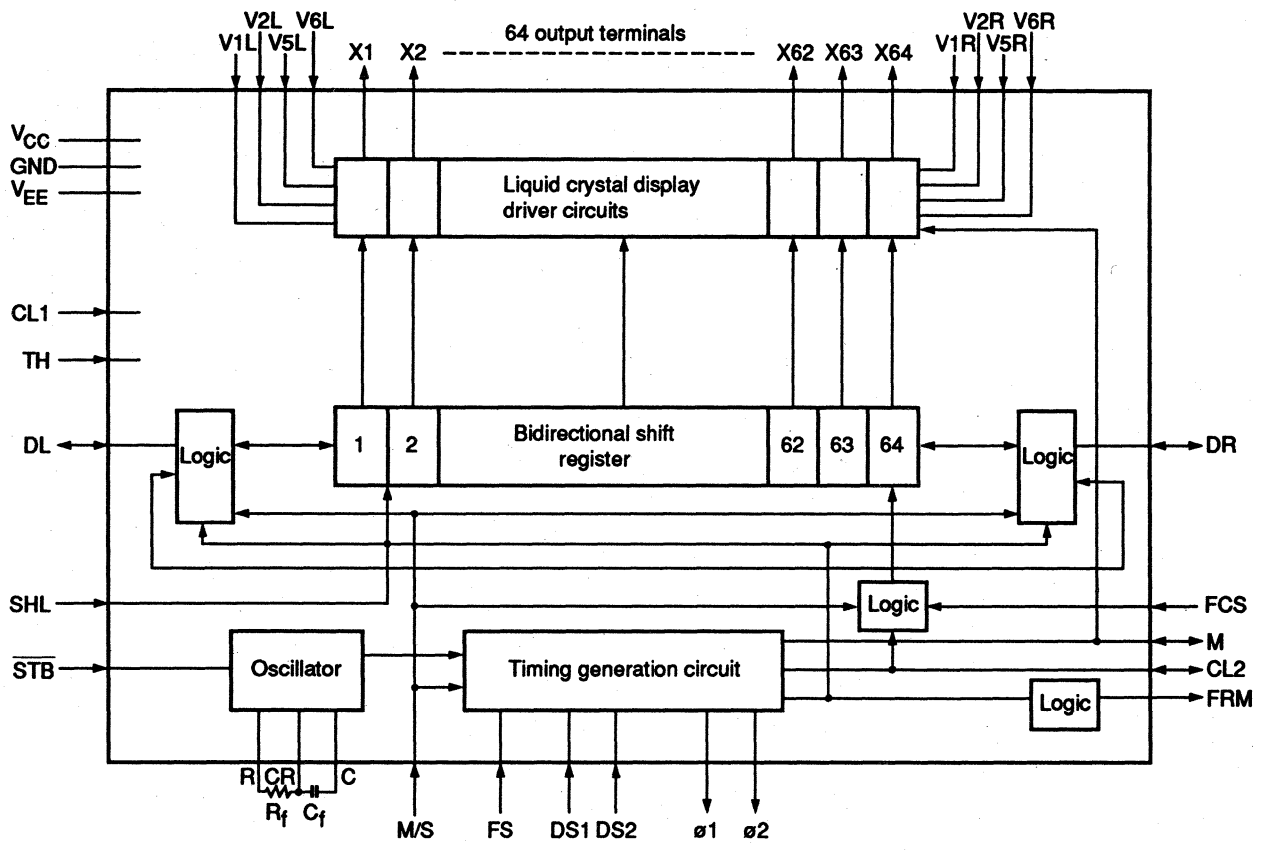 V1L V2L V5L V6L
X1 X2 64 output terminals X62 X63 X64
V1R V2R V5R V6R
VCC
GND
VEE
Liquid crystal display
driver circuits
CL1
TH
DL
Logic
1 2
Bidirectional shift
register
62 63 64
Logic
DR
SHL
Logic
FCS
STB
Oscillator
Timing generation circuit
M
CL2
Logic
FRM
R CR C
Rf Cf
M/S FS DS1 DS2 ø1 ø2